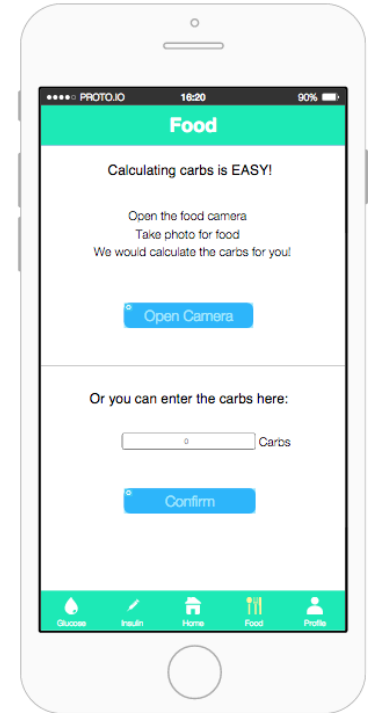 PROTO.IO 16:20 90%
Food
Calculating carbs is EASY!
Open the food camera
Take photo for food
We would calculate the carbs for you!
Open Camera
Or you can enter the carbs here:
0 Carbs
Confirm
Glucose Insulin Home Food Profile